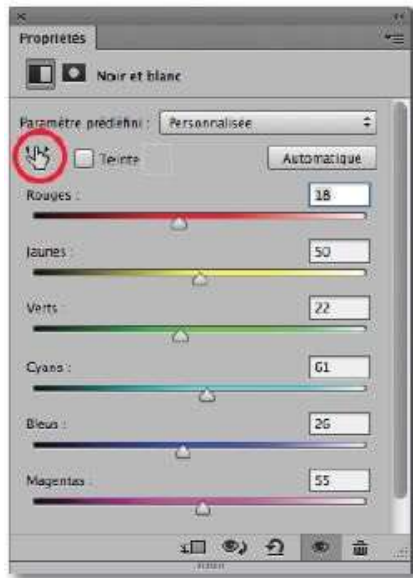 Propriétés
Noir et blanc
Paramètre prédéfini : Personnalisée
Teinte Automatique
Rouges : 18
Jaunes : 50
Verts : 22
Cyans : 61
Bleus : 26
Magentas : 55